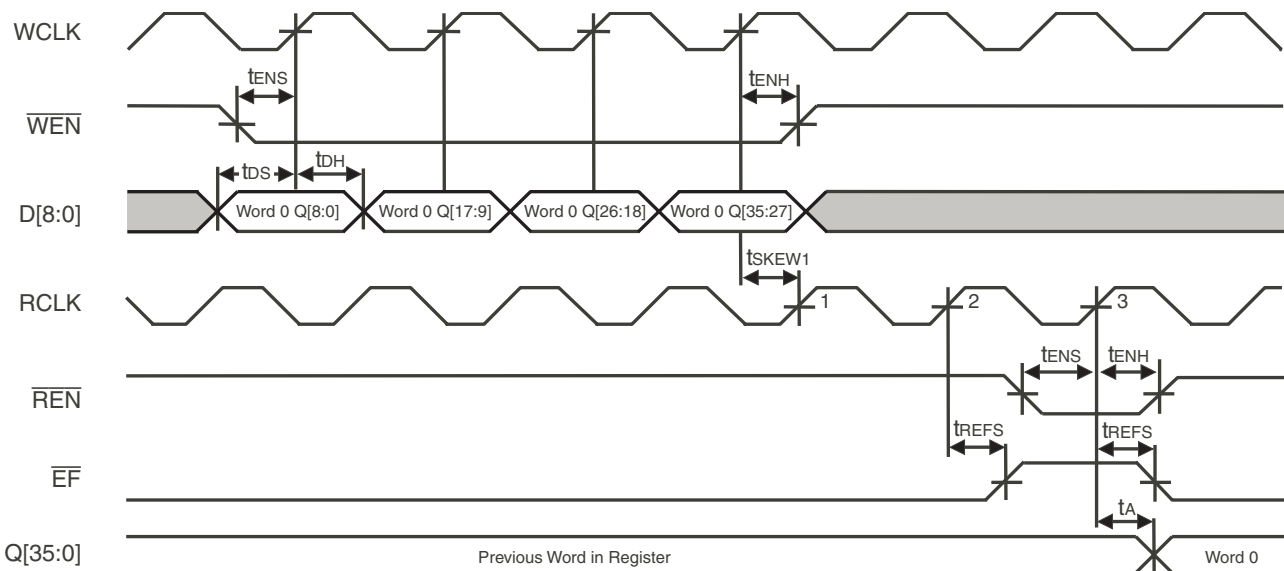 WCLK
tENS
tENH
WEN
tDS
tDH
D[8:0]
Word 0 Q[8:0]
Word 0 Q[17:9]
Word 0 Q[26:18]
Word 0 Q[35:27]
tSKEW1
RCLK
1
2
3
tENS
tENH
REN
tREFS
tREFS
EF
tA
Q[35:0]
Previous Word in Register
Word 0